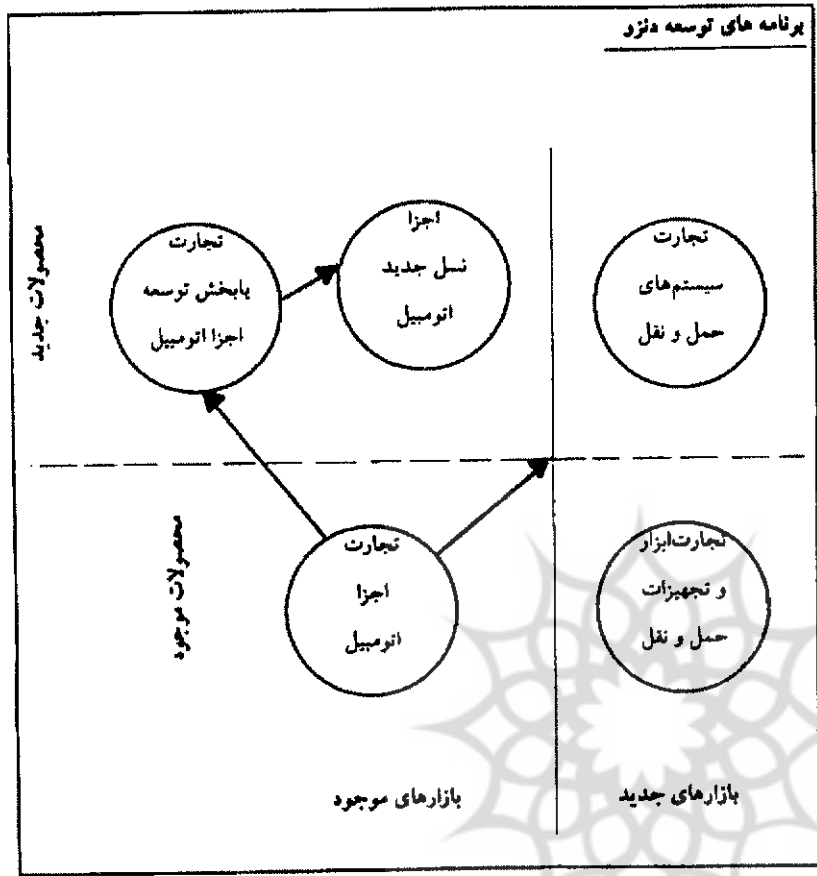 برنامه های توسعه دنزو
محصولات جدید
تجارت
سیستم‌های
حمل و نقل
اجزا
نسل جدید
اتومبیل
تجارت
یابخش توسعه
اجزا اتومبیل
محصولات موجود
تجارت‌ابزار
و تجهیزات
حمل و نقل
تجارت
اجزا
اتومبیل
بازارهای جدید
بازارهای موجود